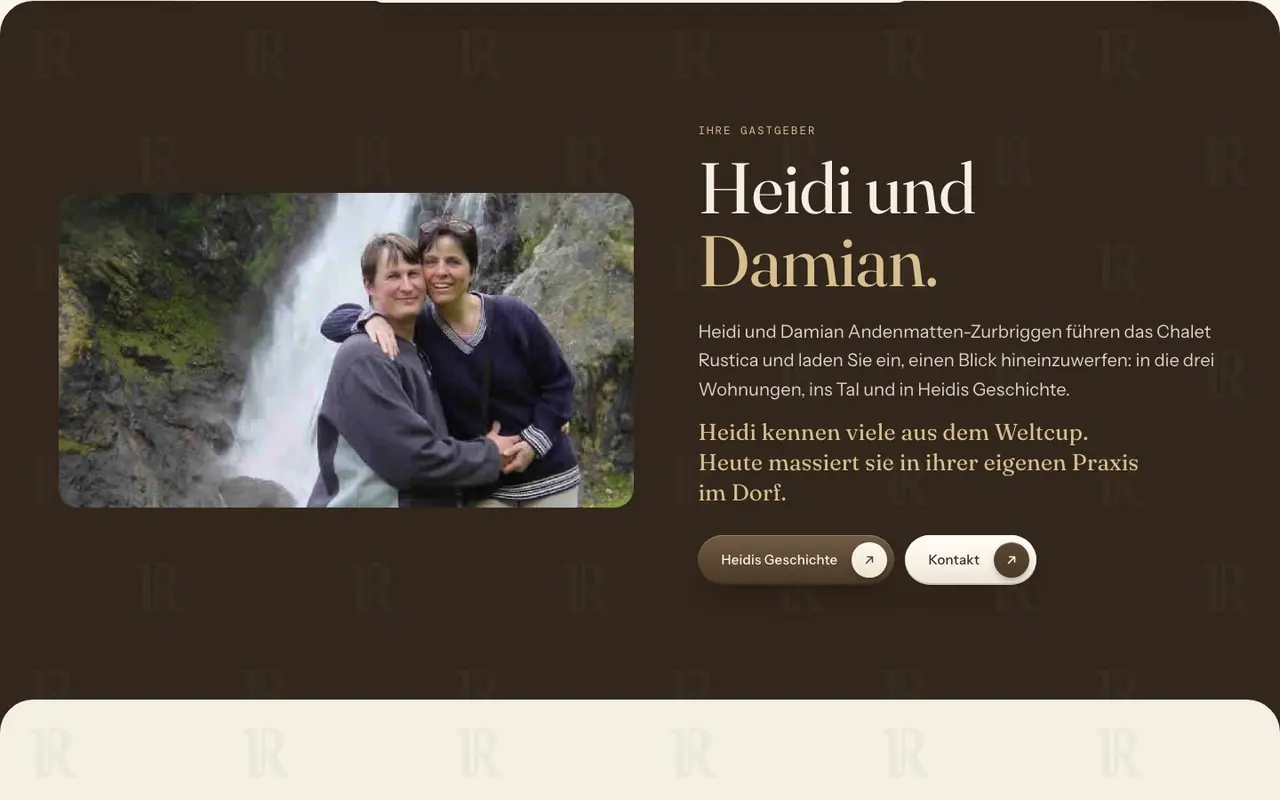 IHRE GASTGEBER
Heidi und
Damian.
Heidi und Damian Andenmatten-Zurbriggen führen das Chalet
Rustica und laden Sie ein, einen Blick hineinzuwerfen: in die drei
Wohnungen, ins Tal und in Heidis Geschichte.
Heidi kennen viele aus dem Weltcup.
Heute massiert sie in ihrer eigenen Praxis
im Dorf.
Heidis Geschichte
Kontakt